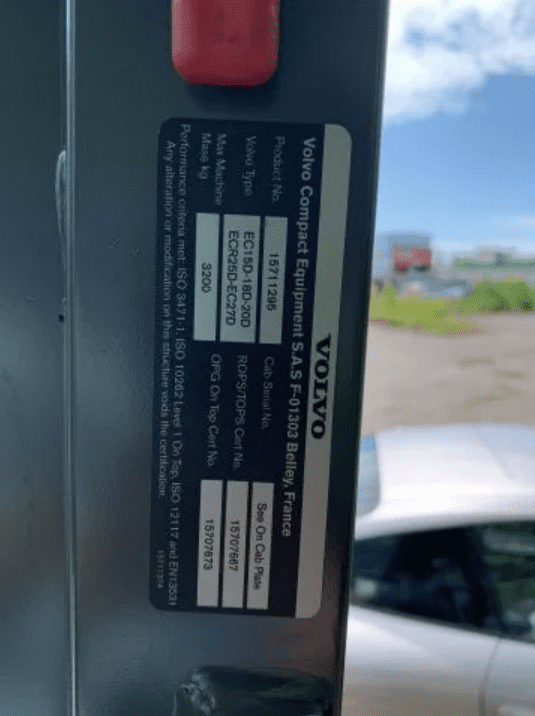 VOLVO
Volvo Compact Equipment S.A.S F-01303 Belley, France
Product No. 15711295 Cab Serial No. See On Cab Plate
Volvo Type EC15D-18D-20D ROPS/TOPS Cert No. 15707667
ECR25D-EC27D
Max Machine Mass kg 3200 OPG On Top Cert No. 15707673
Performance criteria met: ISO 3471-1, ISO 10262 Level 1 On Top, ISO 12117 and EN13531
Any alteration or modification on this structure voids the certification.
15711304